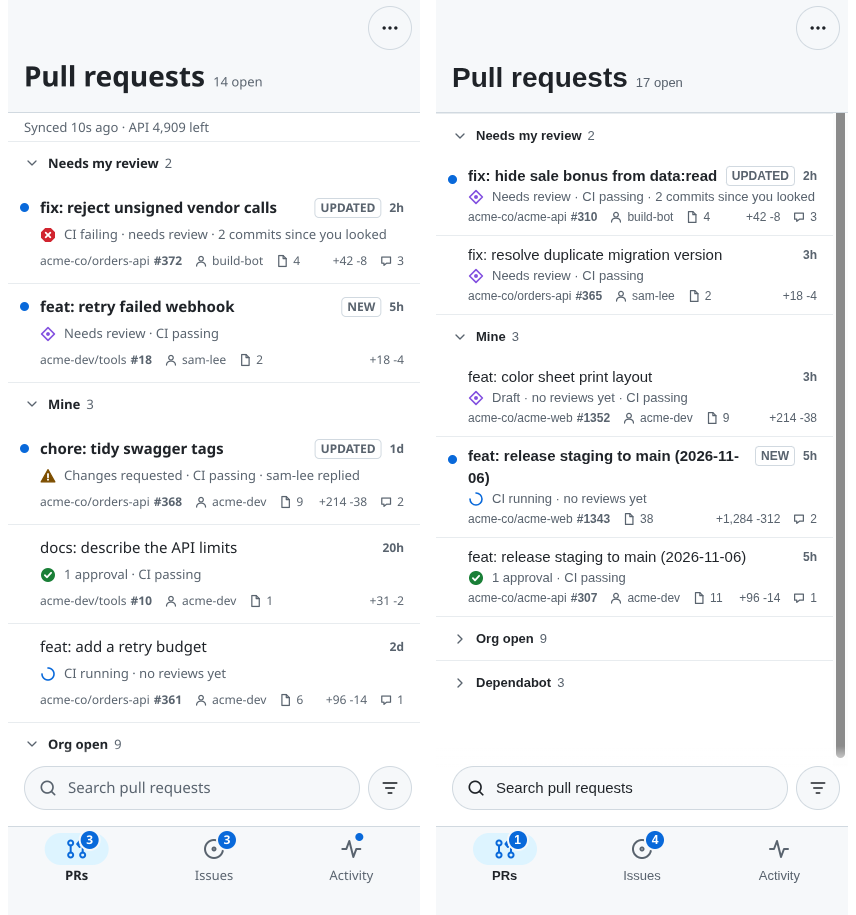 Pull requests 14 open
Synced 10s ago · API 4,909 left
Needs my review 2
fix: reject unsigned vendor calls UPDATED 2h
CI failing · needs review · 2 commits since you looked
acme-co/orders-api #372 build-bot 4 +42 -8 3
feat: retry failed webhook NEW 5h
Needs review · CI passing
acme-dev/tools #18 sam-lee 2 +18 -4
Mine 3
chore: tidy swagger tags UPDATED 1d
Changes requested · CI passing · sam-lee replied
acme-co/orders-api #368 acme-dev 9 +214 -38 2
docs: describe the API limits 20h
1 approval · CI passing
acme-dev/tools #10 acme-dev 1 +31 -2
feat: add a retry budget 2d
CI running · no reviews yet
acme-co/orders-api #361 acme-dev 6 +96 -14 1
Org open 9
Search pull requests
3 3
PRs Issues Activity
Pull requests 17 open
Needs my review 2
fix: hide sale bonus from data:read UPDATED 2h
Needs review · CI passing · 2 commits since you looked
acme-co/acme-api #310 build-bot 4 +42 -8 3
fix: resolve duplicate migration version 3h
Needs review · CI passing
acme-co/orders-api #365 sam-lee 2 +18 -4
Mine 3
feat: color sheet print layout 3h
Draft · no reviews yet · CI passing
acme-co/acme-web #1352 acme-dev 9 +214 -38
feat: release staging to main (2026-11- NEW 5h
06)
CI running · no reviews yet
acme-co/acme-web #1343 38 +1,284 -312 2
feat: release staging to main (2026-11-06) 5h
1 approval · CI passing
acme-co/acme-api #307 acme-dev 11 +96 -14 1
Org open 9
Dependabot 3
Search pull requests
1 4
PRs Issues Activity